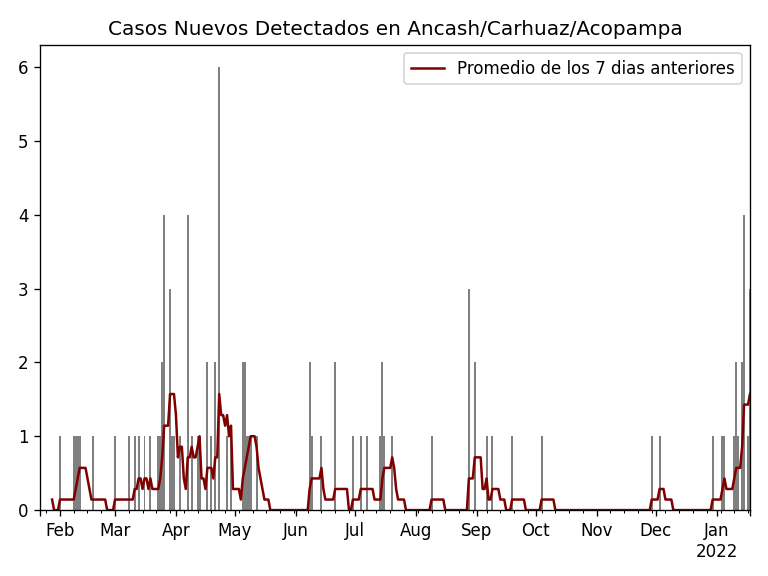 Casos Nuevos Detectados en Ancash/Carhuaz/Acopampa
Promedio de los 7 dias anteriores
6
5
4
3
2
1
0
Feb Mar Apr May Jun Jul Aug Sep Oct Nov Dec Jan
2022